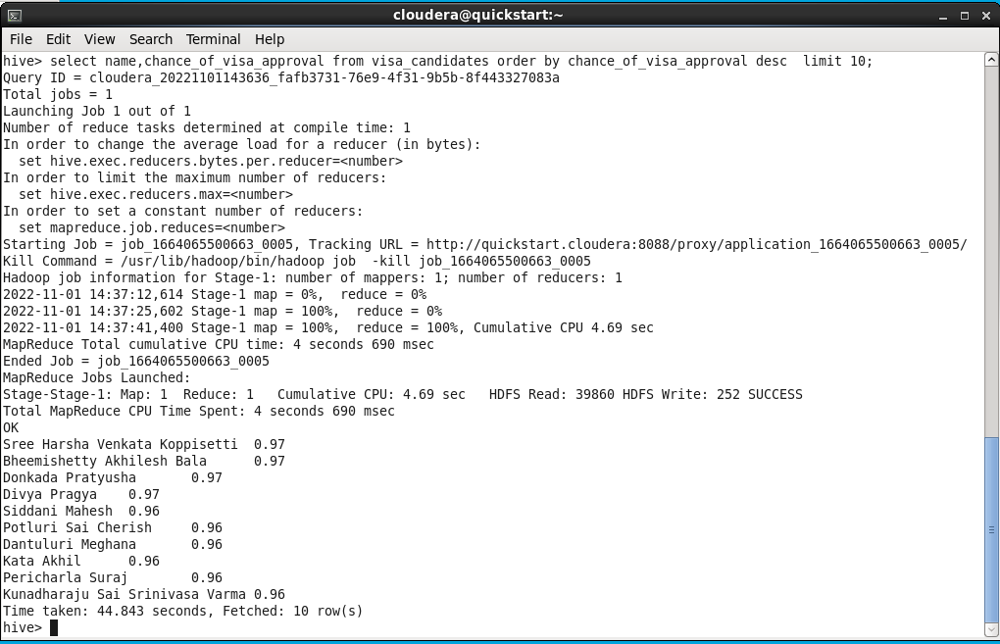 cloudera@quickstart:~
File Edit View Search Terminal Help
hive> select name,chance_of_visa_approval from visa_candidates order by chance_of_visa_approval desc  limit 10;
Query ID = cloudera_20221101143636_fafb3731-76e9-4f31-9b5b-8f443327083a
Total jobs = 1
Launching Job 1 out of 1
Number of reduce tasks determined at compile time: 1
In order to change the average load for a reducer (in bytes):
  set hive.exec.reducers.bytes.per.reducer=<number>
In order to limit the maximum number of reducers:
  set hive.exec.reducers.max=<number>
In order to set a constant number of reducers:
  set mapreduce.job.reduces=<number>
Starting Job = job_1664065500663_0005, Tracking URL = http://quickstart.cloudera:8088/proxy/application_1664065500663_0005/
Kill Command = /usr/lib/hadoop/bin/hadoop job  -kill job_1664065500663_0005
Hadoop job information for Stage-1: number of mappers: 1; number of reducers: 1
2022-11-01 14:37:12,614 Stage-1 map = 0%,  reduce = 0%
2022-11-01 14:37:25,602 Stage-1 map = 100%,  reduce = 0%
2022-11-01 14:37:41,400 Stage-1 map = 100%,  reduce = 100%, Cumulative CPU 4.69 sec
MapReduce Total cumulative CPU time: 4 seconds 690 msec
Ended Job = job_1664065500663_0005
MapReduce Jobs Launched:
Stage-Stage-1: Map: 1  Reduce: 1   Cumulative CPU: 4.69 sec   HDFS Read: 39860 HDFS Write: 252 SUCCESS
Total MapReduce CPU Time Spent: 4 seconds 690 msec
OK
Sree Harsha Venkata Koppisetti  0.97
Bheemishetty Akhilesh Bala      0.97
Donkada Pratyusha       0.97
Divya Pragya    0.97
Siddani Mahesh  0.96
Potluri Sai Cherish     0.96
Dantuluri Meghana       0.96
Kata Akhil      0.96
Pericharla Suraj        0.96
Kunadharaju Sai Srinivasa Varma 0.96
Time taken: 44.843 seconds, Fetched: 10 row(s)
hive>